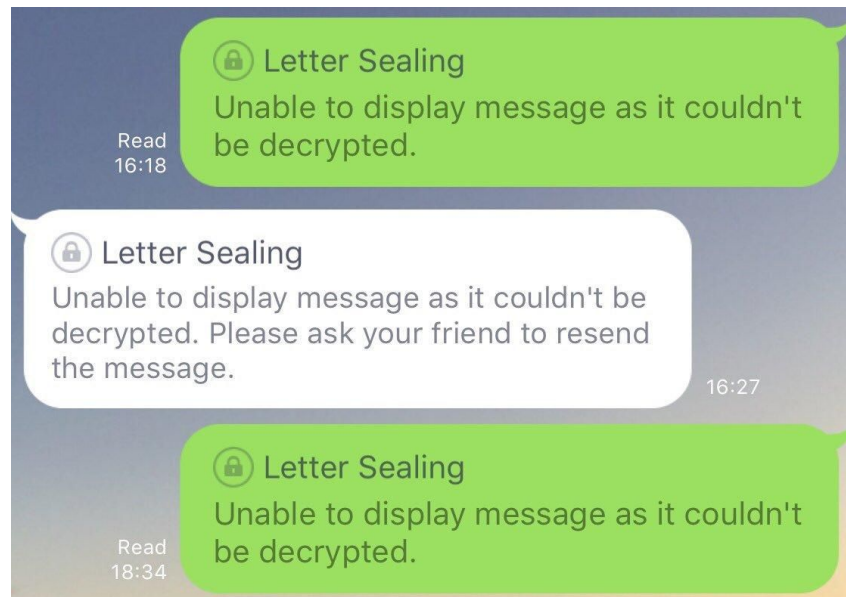 Letter Sealing
Unable to display message as it couldn't
be decrypted.
Read
16:18
Letter Sealing
Unable to display message as it couldn't be
decrypted. Please ask your friend to resend
the message.
16:27
Letter Sealing
Unable to display message as it couldn't
be decrypted.
Read
18:34